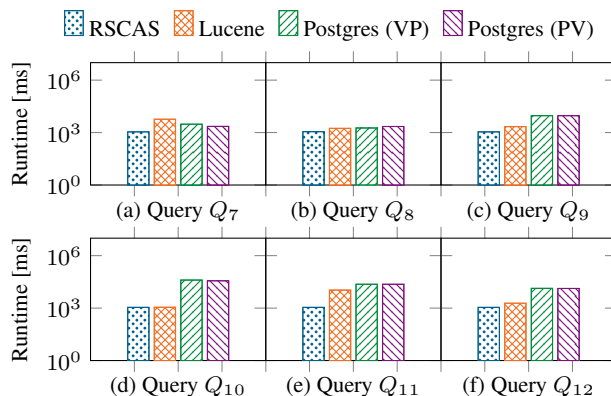 RSCAS Lucene Postgres (VP) Postgres (PV)
Runtime [ms]
10^6
10^3
10^0
(a) Query Q_7 (b) Query Q_8 (c) Query Q_9
Runtime [ms]
10^6
10^3
10^0
(d) Query Q_10 (e) Query Q_11 (f) Query Q_12